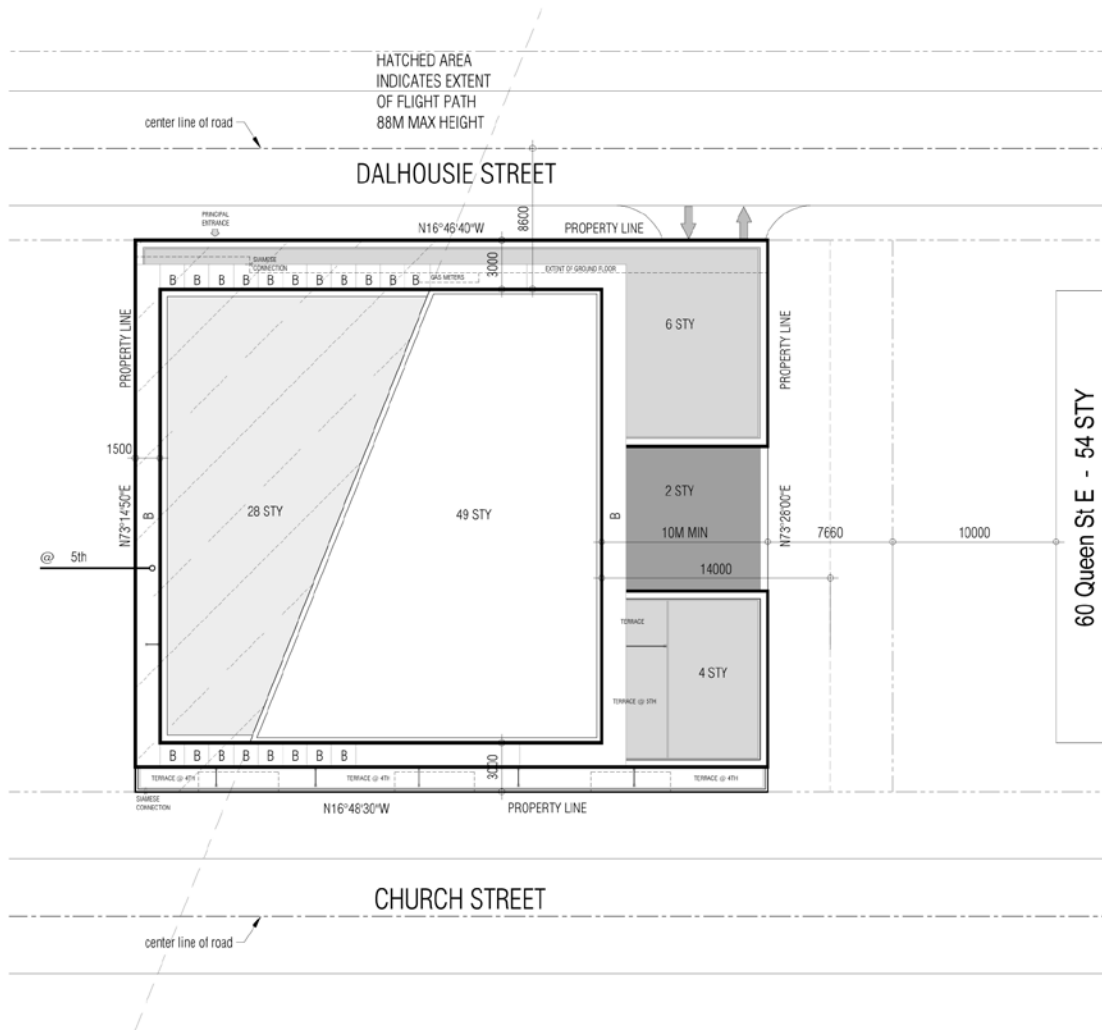 HATCHED AREA
INDICATES EXTENT
OF FLIGHT PATH
88M MAX HEIGHT
center line of road
DALHOUSIE STREET
PRINCIPAL
ENTRANCE
N16°46'40"W
8600
PROPERTY LINE
SIAMESE
CONNECTION
3000
EXTENT OF GROUND FLOOR
B B B B B B B B B B B
GAS METERS
PROPERTY LINE
6 STY
PROPERTY LINE
1500
N73°14'50"E
B
28 STY
49 STY
B
2 STY
10M MIN
N73°28'00"E
7660
10000
60 Queen St E - 54 STY
@ 5th
14000
TERRACE
4 STY
TERRACE @ 5TH
B B B B B B B B
3000
TERRACE @ 4TH
TERRACE @ 4TH
TERRACE @ 4TH
SIAMESE
CONNECTION
N16°48'30"W
PROPERTY LINE
CHURCH STREET
center line of road